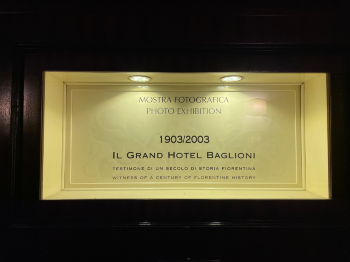 MOSTRA FOTOGRAFICA
PHOTO EXHIBITION
1903/2003
IL GRAND HOTEL BAGLIONI
TESTIMONE DI UN SECOLO DI STORIA FIORENTINA
WITNESS OF A CENTURY OF FLORENTINE HISTORY